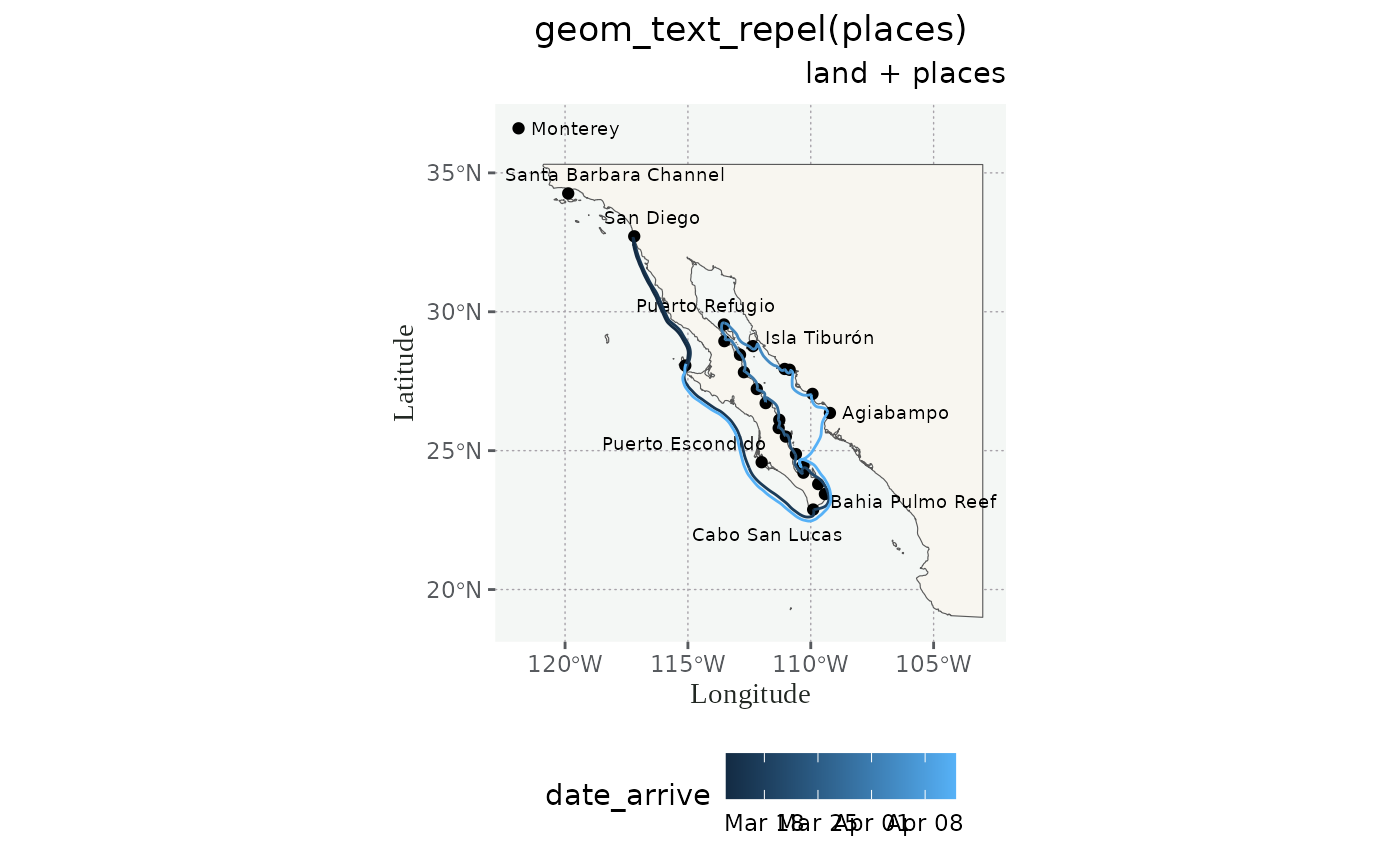 geom_text_repel(places)
land + places
Monterey
35°N
Santa Barbara Channel
San Diego
30°N
Puerto Refugio
Isla Tiburón
Agiabampo
25°N
Puerto Escondido
Bahia Pulmo Reef
Cabo San Lucas
20°N
Latitude
120°W 115°W 110°W 105°W
Longitude
date_arrive
Mar 18 Mar 25 Apr 01 Apr 08